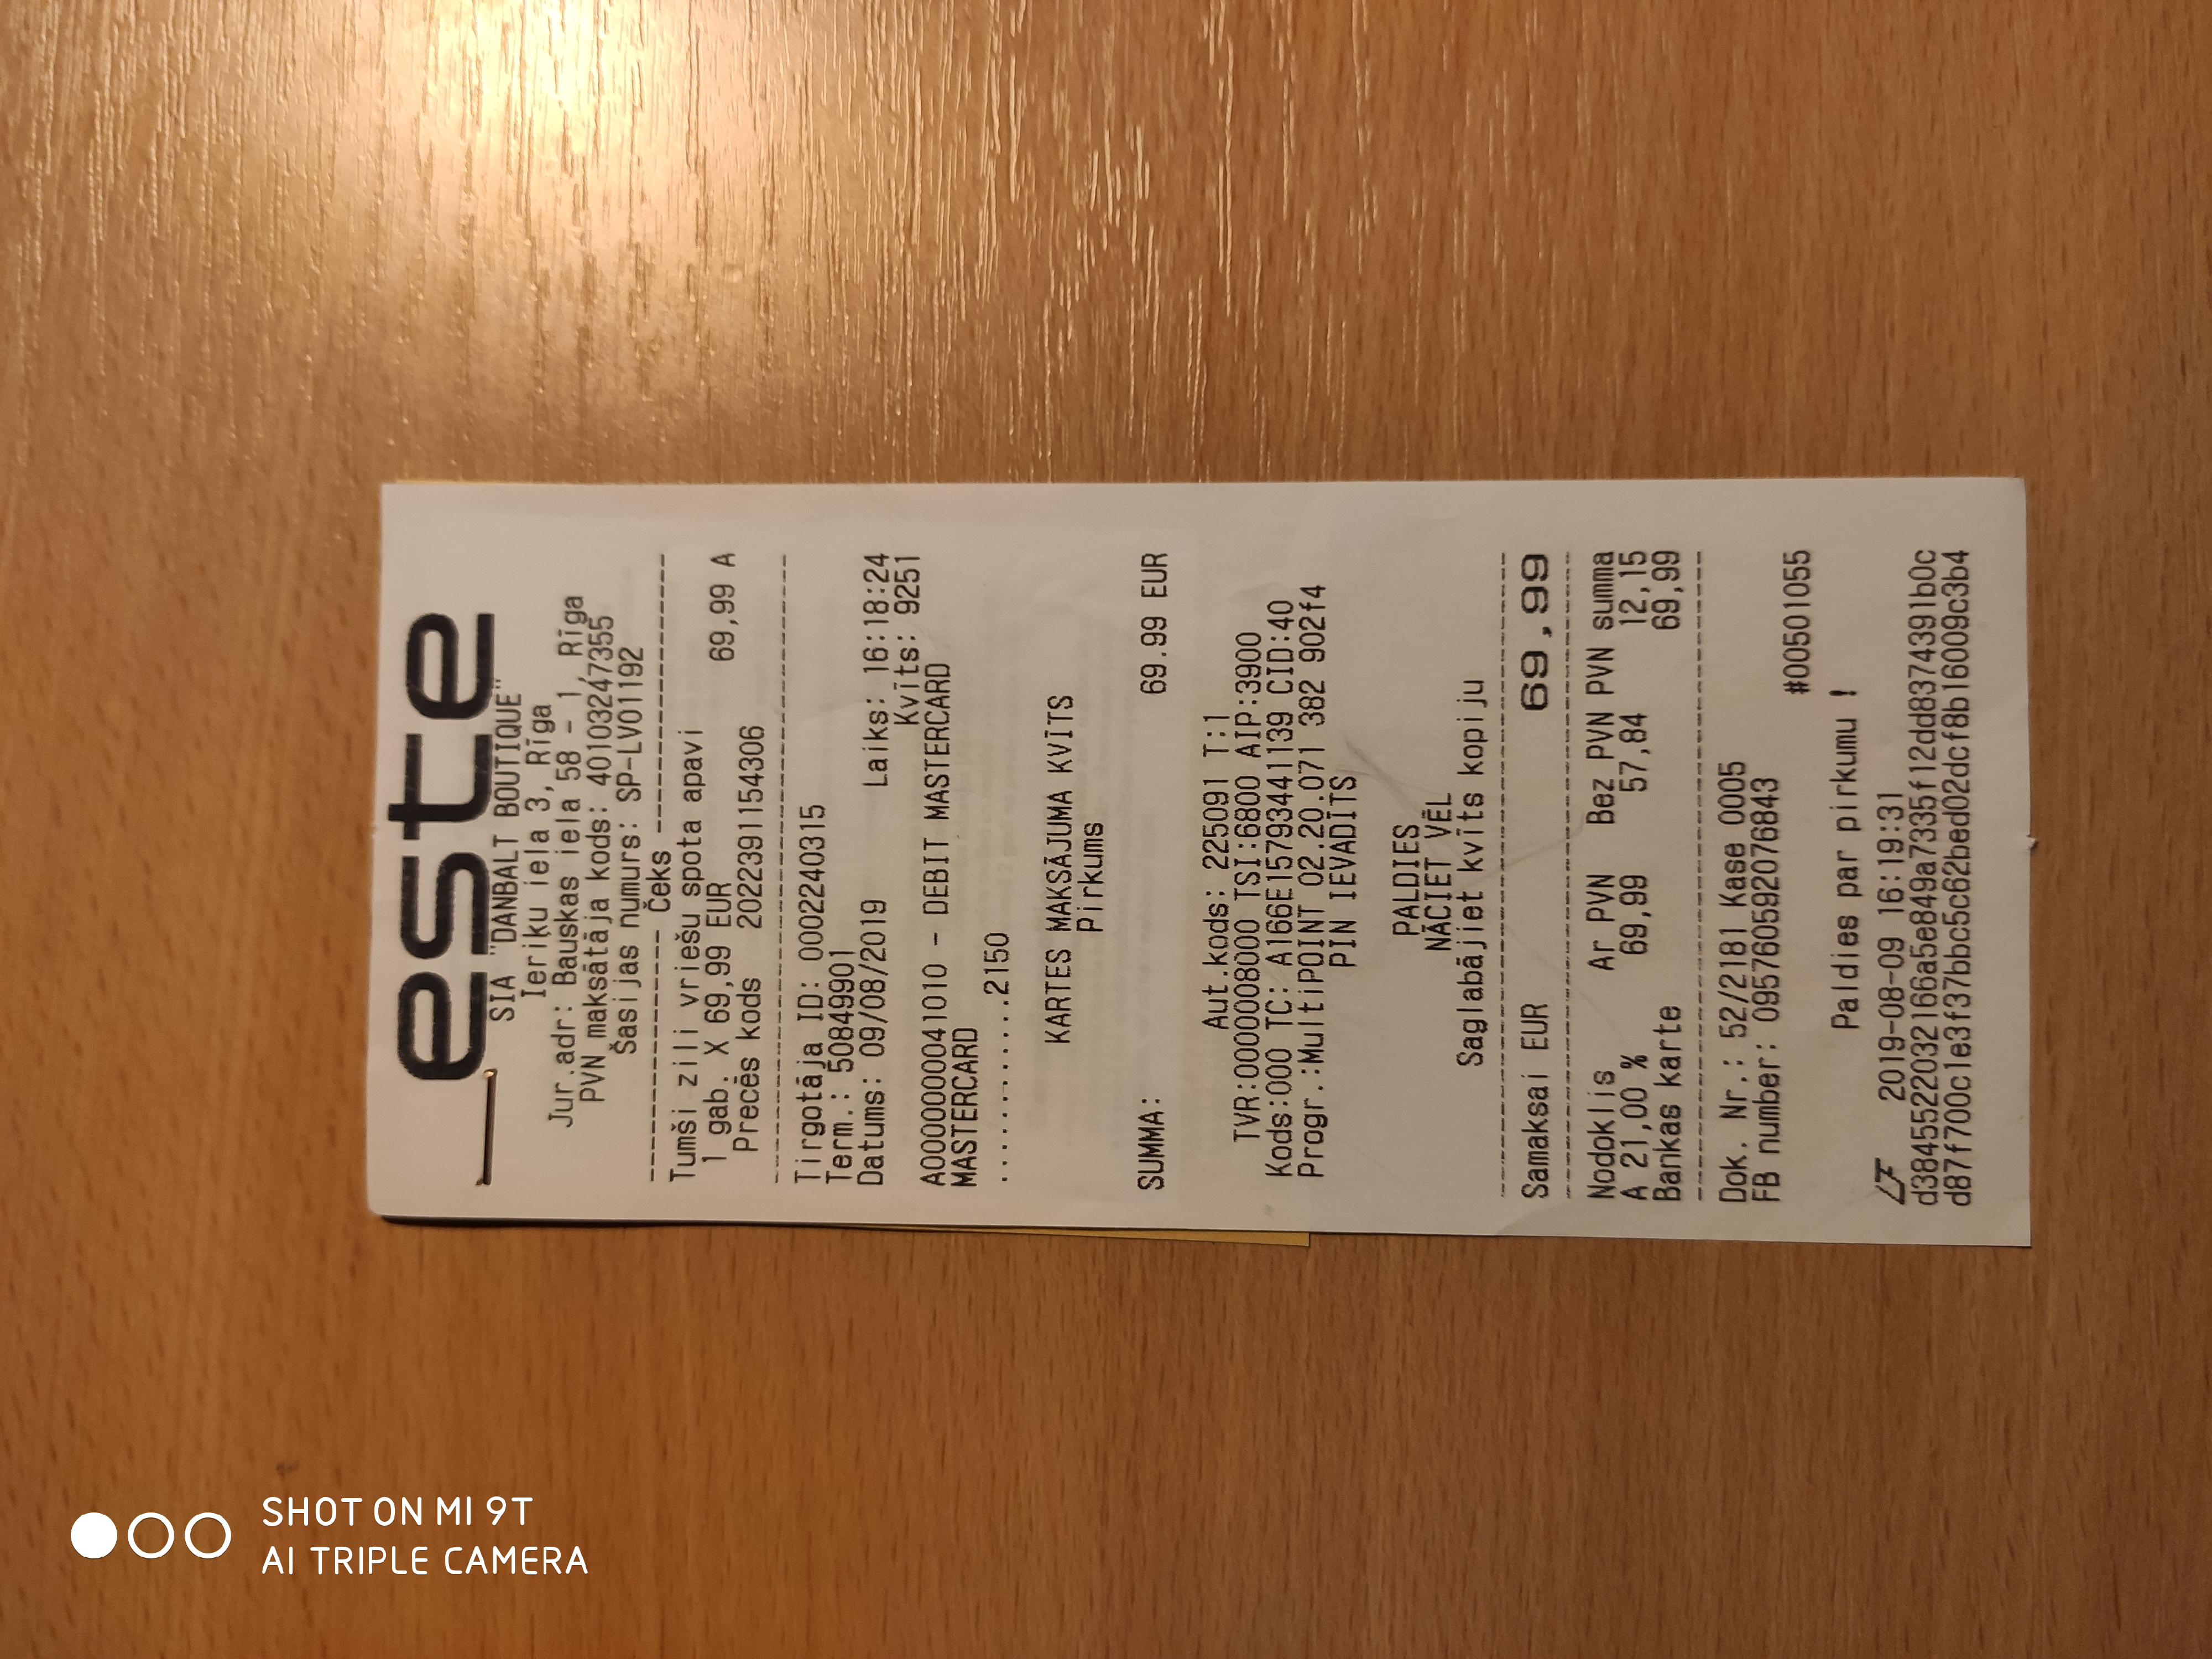 este
SIA "DANBALT BOUTIQUE"
Ieriķu iela 3, Rīga
Jur.adr: Bauskas iela 58 - 1, Rīga
PVN maksātāja kods: 40103247355
Šasijas numurs: SP-LV011192
------------ Čeks ------------
Tumši zili vriešu spota apavi
1 gab. X 69,99 EUR 69,99 A
Precēs kods 2022391154306
Tirgotāja ID: 0002240315
Term.: 50849901
Datums: 09/08/2019 Laiks: 16:18:24
Kvīts: 9251
A0000000041010 - DEBIT MASTERCARD
MASTERCARD
............2150
KARTES MAKSĀJUMA KVĪTS
Pirkums
SUMMA: 69.99 EUR
Aut.kods: 225091 T:1
TVR:0000008000 TSI:6800 AIP:3900
Kods:000 TC: A166E15793441139 CID:40
Progr.:MultiPOINT 02.20.071 382 902f4
PIN IEVADĪTS
PALDIES
NĀCIET VĒL
Saglabājiet kvīts kopiju
Samaksai EUR 69,99
Nodoklis Ar PVN Bez PVN PVN summa
A 21,00 % 69,99 57,84 12,15
Bankas karte 69,99
Dok. Nr.: 52/2181 Kase 0005
FB number: 09576059207684​3
#00501055
Paldies par pirkumu !
2019-08-09 16:19:31
d384552203216​6a5e849a7335f12dd8374391b0c
d87f700c1e3f37bbc5c62bed02dcf8b16009c3b4
SHOT ON MI 9T
AI TRIPLE CAMERA